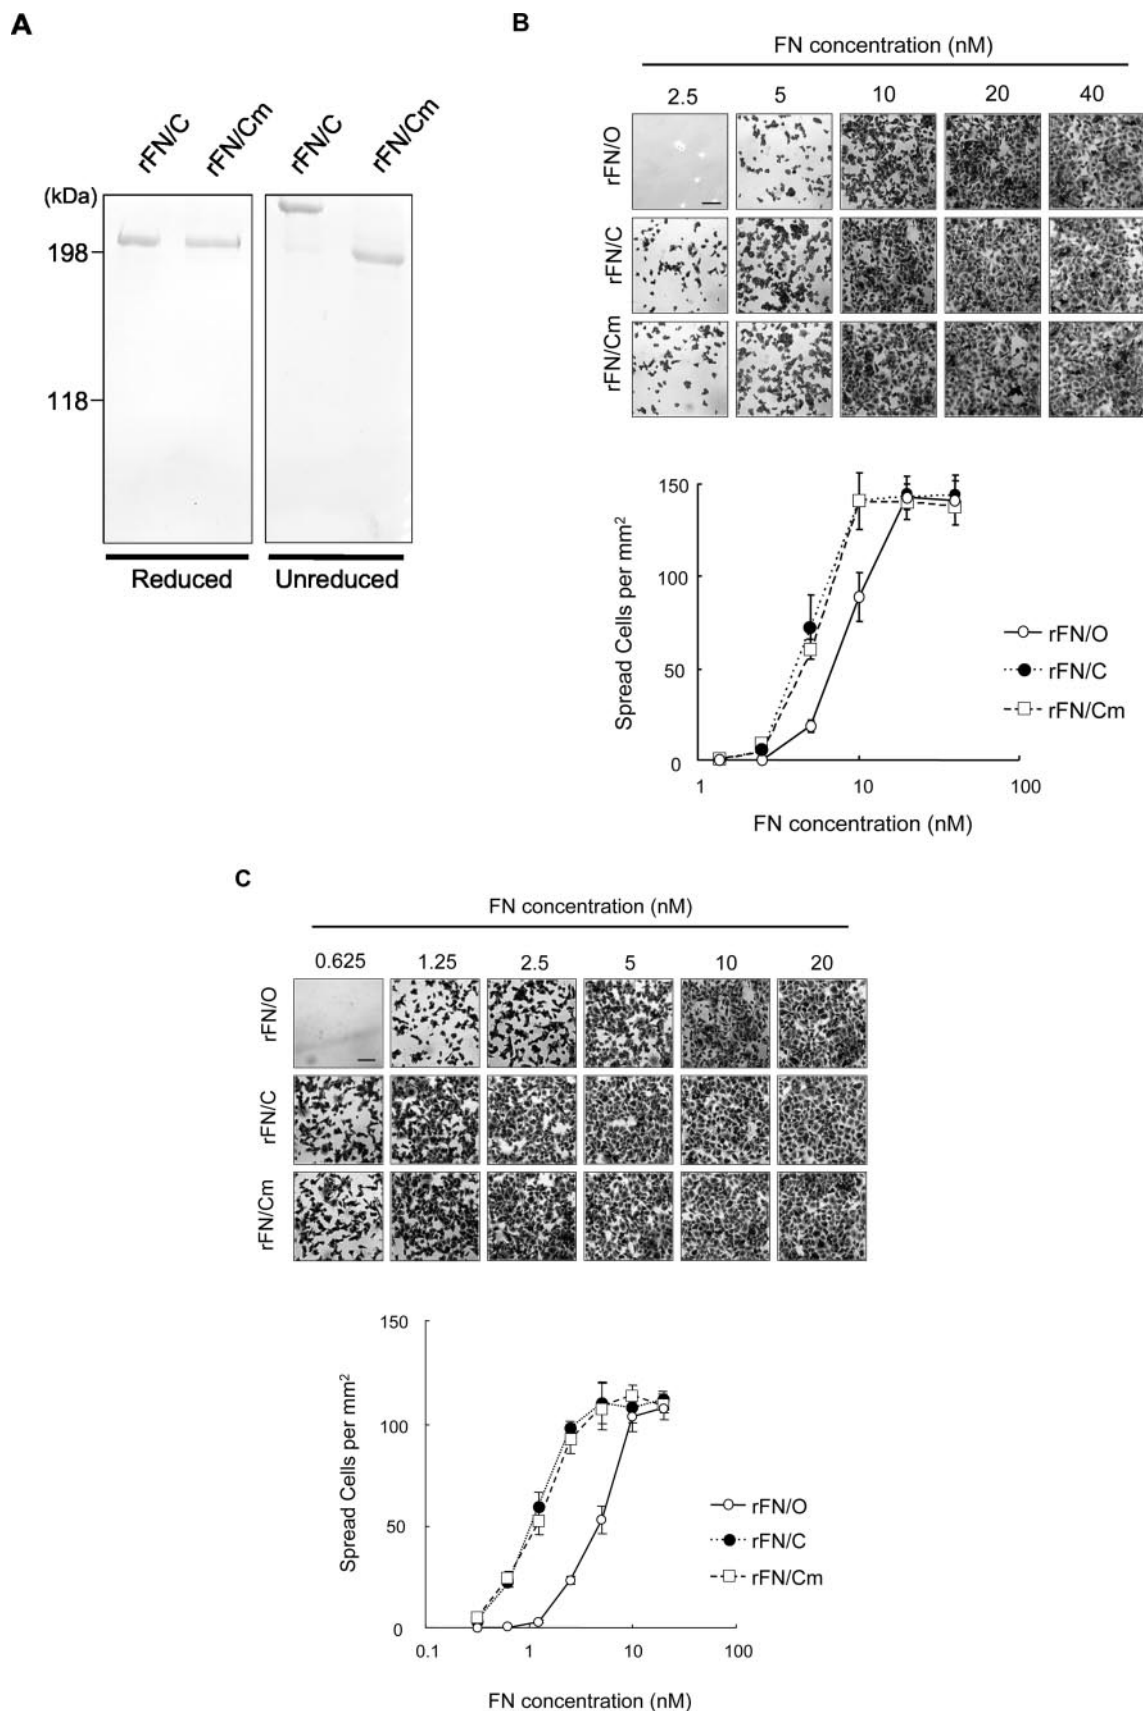 A
rFN/C
rFN/Cm
rFN/C
rFN/Cm
(kDa)
198
118
Reduced
Unreduced
B
FN concentration (nM)
2.5 5 10 20 40
rFN/O
rFN/C
rFN/Cm
150
100
50
0
Spread Cells per mm²
1 10 100
FN concentration (nM)
rFN/O
rFN/C
rFN/Cm
C
FN concentration (nM)
0.625 1.25 2.5 5 10 20
rFN/O
rFN/C
rFN/Cm
150
100
50
0
Spread Cells per mm²
0.1 1 10 100
FN concentration (nM)
rFN/O
rFN/C
rFN/Cm